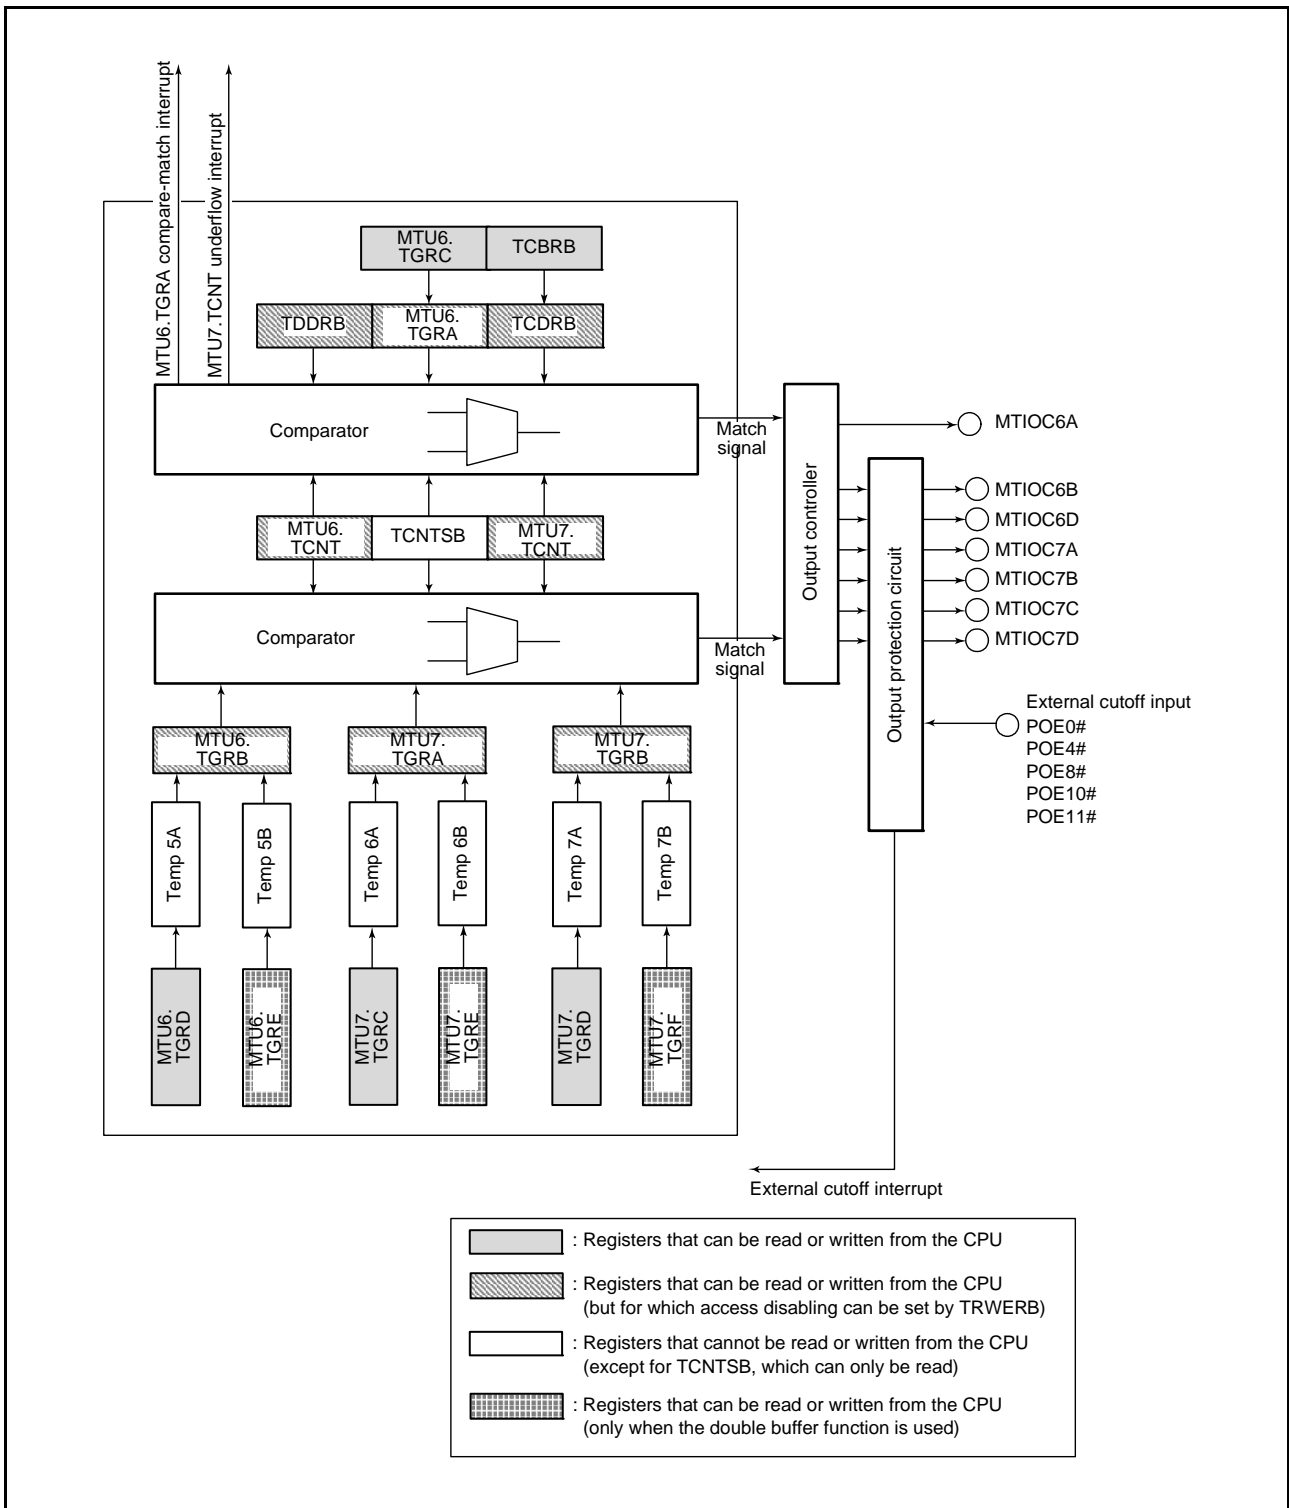 MTU6.TGRA compare-match interrupt
MTU7.TCNT underflow interrupt
MTU6.
TGRC
TCBRB
TDDRB
MTU6.
TGRA
TCDRB
Comparator
Match
signal
MTU6.
TCNT
TCNTSB
MTU7.
TCNT
Comparator
Match
signal
Output controller
Output protection circuit
MTIOC6A
MTIOC6B
MTIOC6D
MTIOC7A
MTIOC7B
MTIOC7C
MTIOC7D
External cutoff input
POE0#
POE4#
POE8#
POE10#
POE11#
MTU6.
TGRB
MTU7.
TGRA
MTU7.
TGRB
Temp 5A
Temp 5B
Temp 6A
Temp 6B
Temp 7A
Temp 7B
MTU6.
TGRD
MTU6.
TGRE
MTU7.
TGRC
MTU7.
TGRE
MTU7.
TGRD
MTU7.
TGRF
External cutoff interrupt
: Registers that can be read or written from the CPU
: Registers that can be read or written from the CPU
(but for which access disabling can be set by TRWERB)
: Registers that cannot be read or written from the CPU
(except for TCNTSB, which can only be read)
: Registers that can be read or written from the CPU
(only when the double buffer function is used)